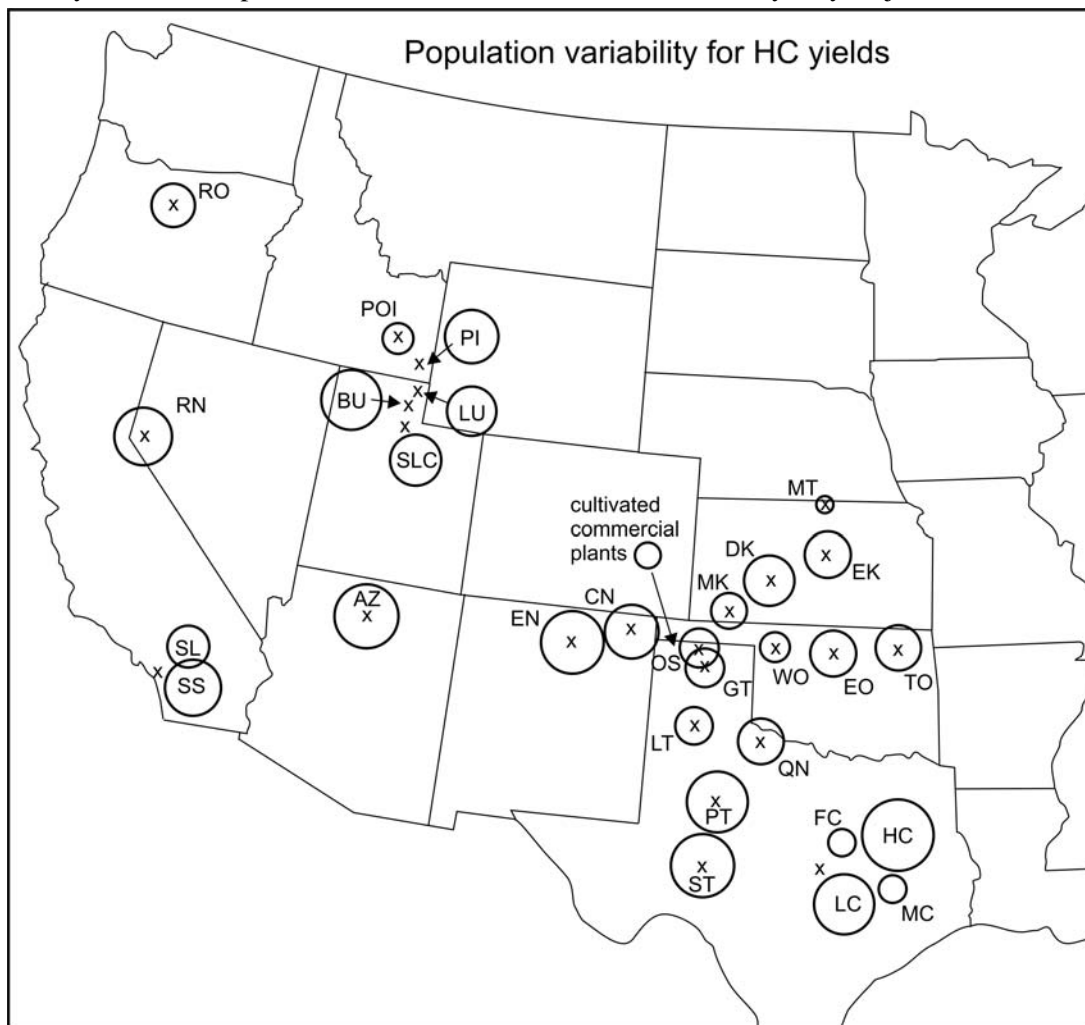 Population variability for HC yields
RO
POI
PI
BU
LU
RN
SLC
MT
cultivated
commercial
plants
DK
EK
MK
AZ
CN
EN
SL
OS
WO
EO
TO
SS
GT
LT
QN
PT
FC
HC
ST
LC
MC